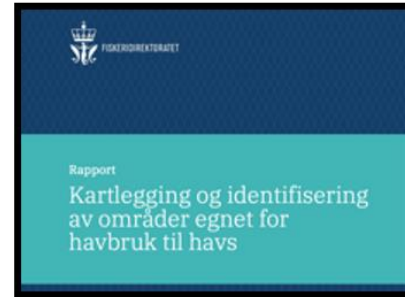 FISKERIDIREKTORATET
Rapport
Kartlegging og identifisering
av områder egnet for
havbruk til havs